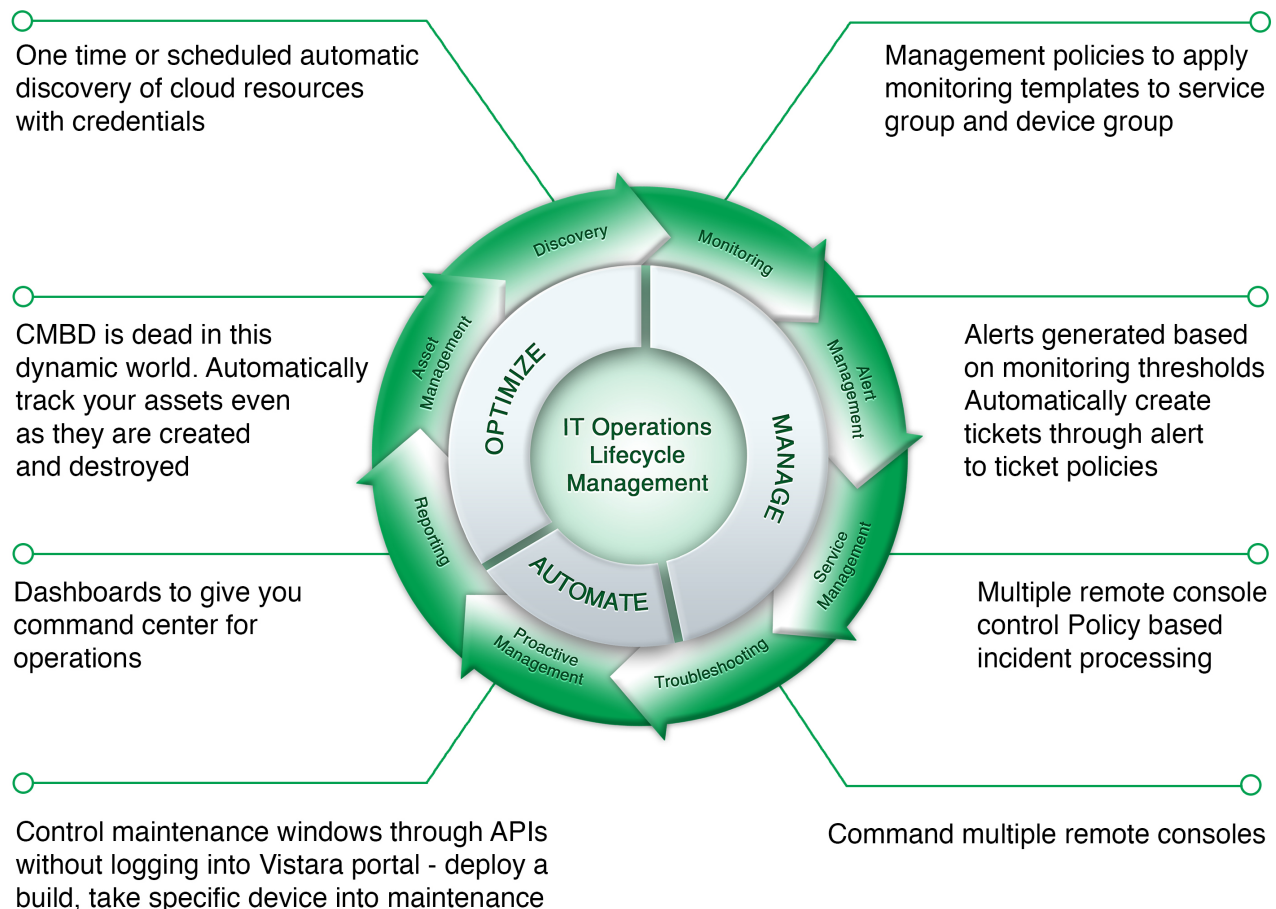 One time or scheduled automatic
discovery of cloud resources
with credentials
Management policies to apply
monitoring templates to service
group and device group
Discovery
Monitoring
CMBD is dead in this
dynamic world. Automatically
track your assets even
as they are created
and destroyed
Asset
Management
OPTIMIZE
IT Operations
Lifecycle
Management
MANAGE
Alert
Management
Alerts generated based
on monitoring thresholds
Automatically create
tickets through alert
to ticket policies
Reporting
AUTOMATE
Service
Management
Dashboards to give you
command center for
operations
Multiple remote console
control Policy based
incident processing
Proactive
Management
Troubleshooting
Control maintenance windows through APIs
without logging into Vistara portal - deploy a
build, take specific device into maintenance
Command multiple remote consoles